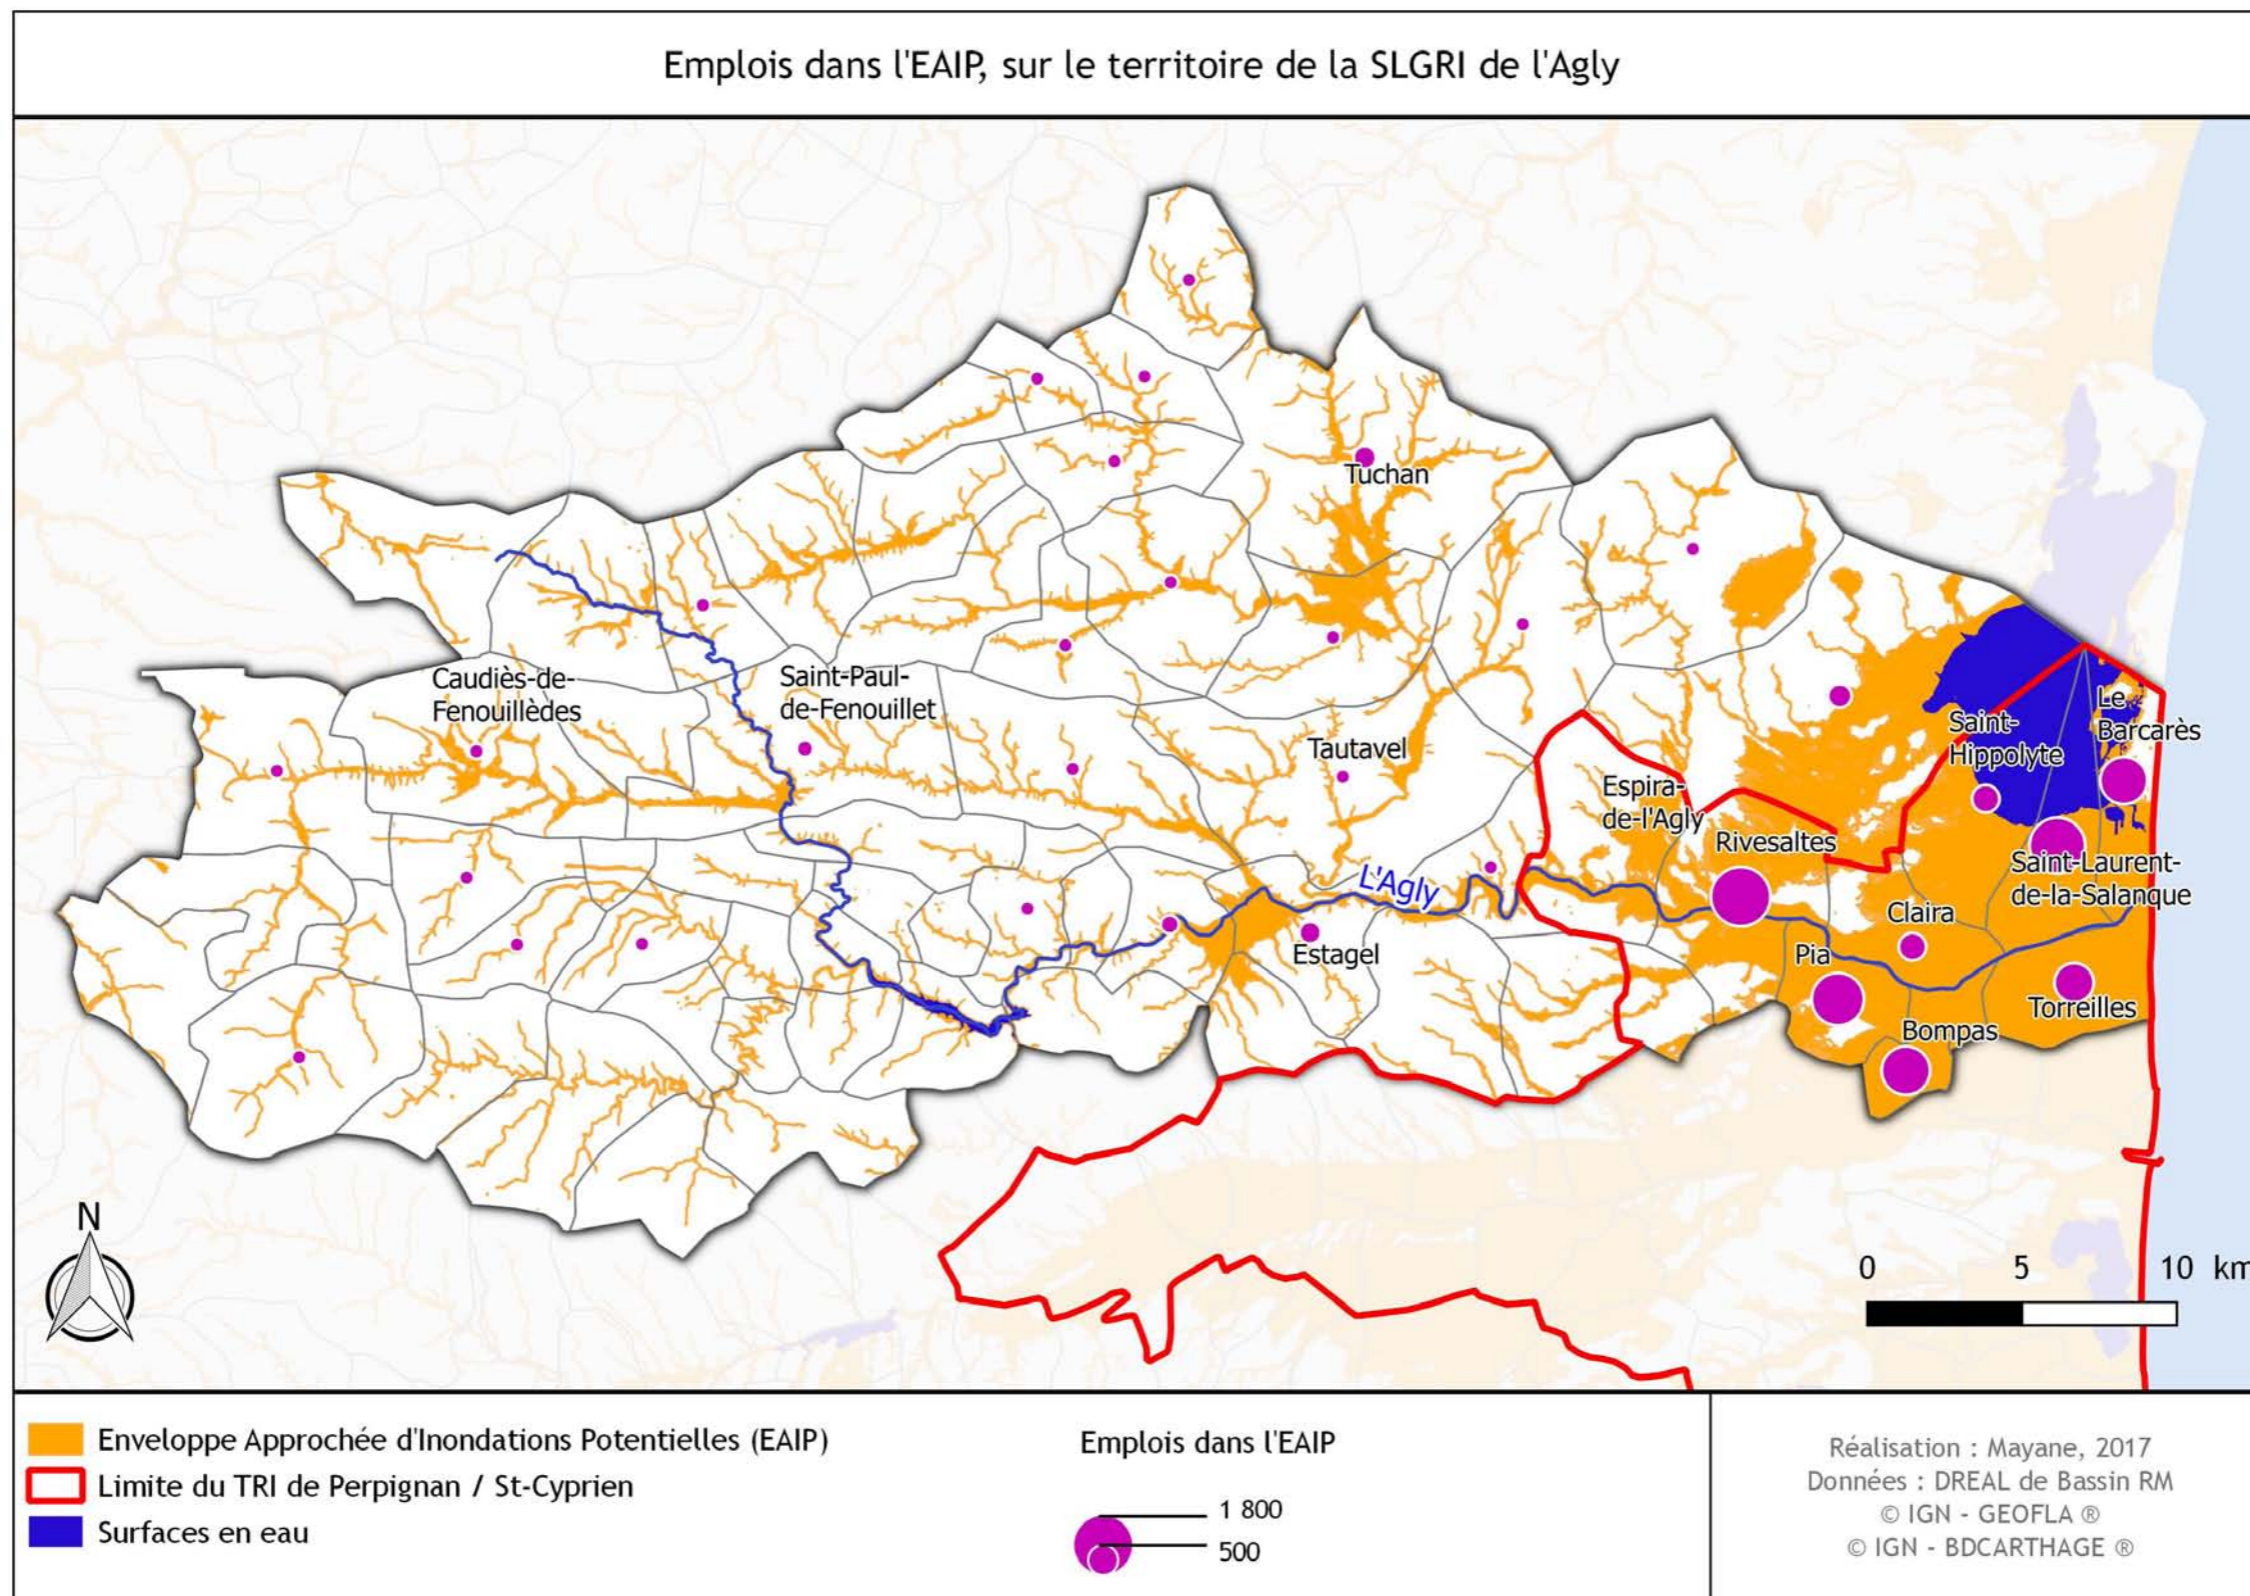 Emplois dans l'EAIP, sur le territoire de la SLGRI de l'Agly
Tuchan
Caudiès-de-
Fenouillèdes
Saint-Paul-
de-Fenouillet
Tautavel
Le
Barcarès
Saint-
Hippolyte
Espira-
de-l'Agly
Rivesaltes
L'Agly
Saint-Laurent-
de-la-Salanque
Claira
Estagel
Pia
Torreilles
Bompas
N
0 5 10 km
Enveloppe Approchée d'Inondations Potentielles (EAIP)
Limite du TRI de Perpignan / St-Cyprien
Surfaces en eau
Emplois dans l'EAIP
1 800
500
Réalisation : Mayane, 2017
Données : DREAL de Bassin RM
© IGN - GEOFLA ®
© IGN - BDCARTHAGE ®